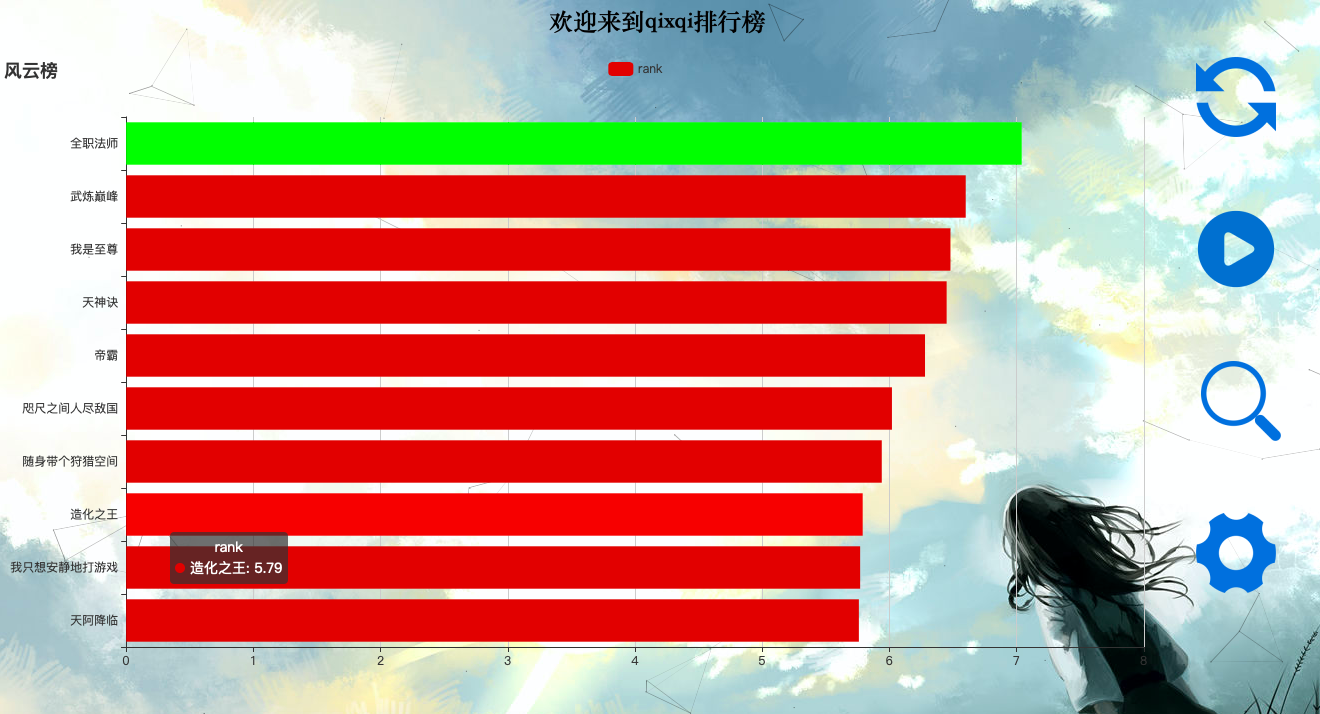 欢迎来到qixqi排行榜
风云榜
rank
全职法师
武炼巅峰
我是至尊
天神诀
帝霸
咫尺之间人尽敌国
随身带个狩猎空间
造化之王
rank
造化之王: 5.79
我只想安静地打游戏
天阿降临
0 1 2 3 4 5 6 7 8